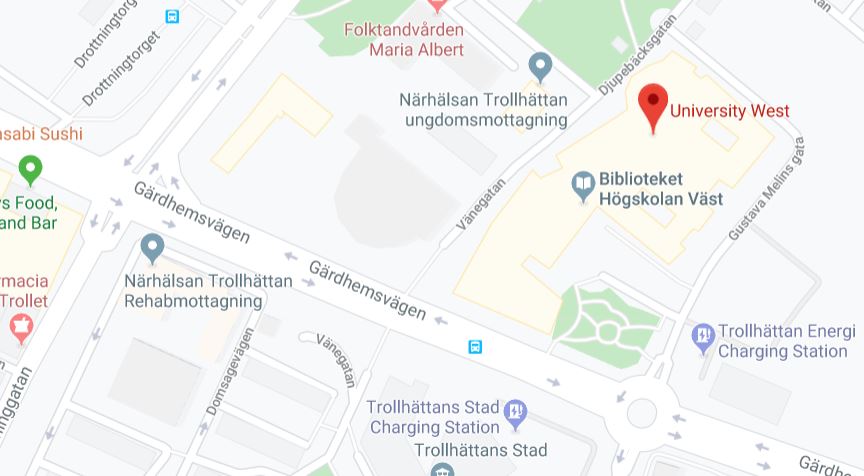 Drottningtorget
Drottningtorget
Folktandvården
Maria Albert
Djupebäcksgatan
Närhälsan Trollhättan
ungdomsmottagning
University West
asabi Sushi
Biblioteket
Högskolan Väst
Gustava Melins gata
Vänegatan
s Food,
and Bar
Gärdhemsvägen
Närhälsan Trollhättan
Rehabmottagning
Gärdhemsvägen
rmacia
Trollet
Vänegatan
Domsagevägen
Trollhättan Energi
Charging Station
Trollhättans Stad
Charging Station
Trollhättans Stad
nggatan
Gärdh